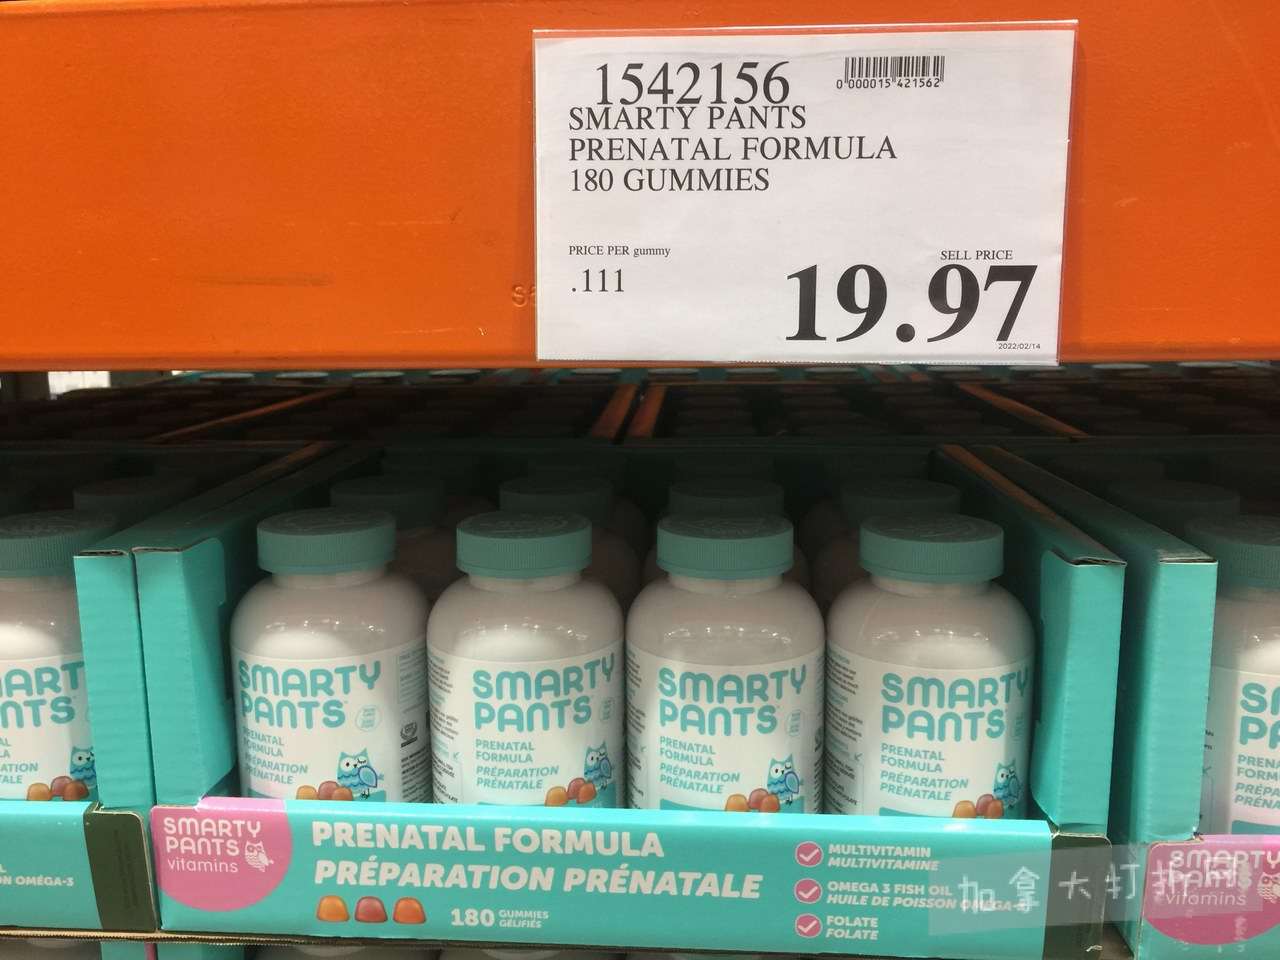 1542156
0 000015 421562
SMARTY PANTS
PRENATAL FORMULA
180 GUMMIES
PRICE PER gummy
.111
SELL PRICE
19.97
2022/02/14
SMARTY
PANTS
PRENATAL
FORMULA
PRÉPARATION
PRÉNATALE
SMARTY
PANTS
PRENATAL
FORMULA
PRÉPARATION
PRÉNATALE
SMARTY
PANTS
PRENATAL
FORMULA
PRÉPARATION
PRÉNATALE
SMARTY
PANTS
PRENATAL
FORMULA
PRÉPARATION
PRÉNATALE
SMARTY
PANTS
vitamins
PRENATAL FORMULA
PRÉPARATION PRÉNATALE
180 GUMMIES
GÉLIFIÉS
MULTIVITAMIN
MULTIVITAMINE
OMEGA 3 FISH OIL
HUILE DE POISSON OMÉGA-3
FOLATE
FOLATE
ON OMÉGA-3
SMARTY
PANTS
vitamins
加拿大打折网